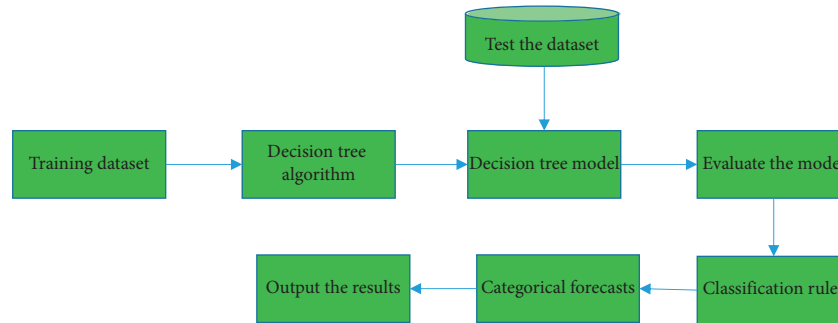 Test the dataset
Training dataset
Decision tree
algorithm
Decision tree model
Evaluate the mode
Output the results
Categorical forecasts
Classification rule